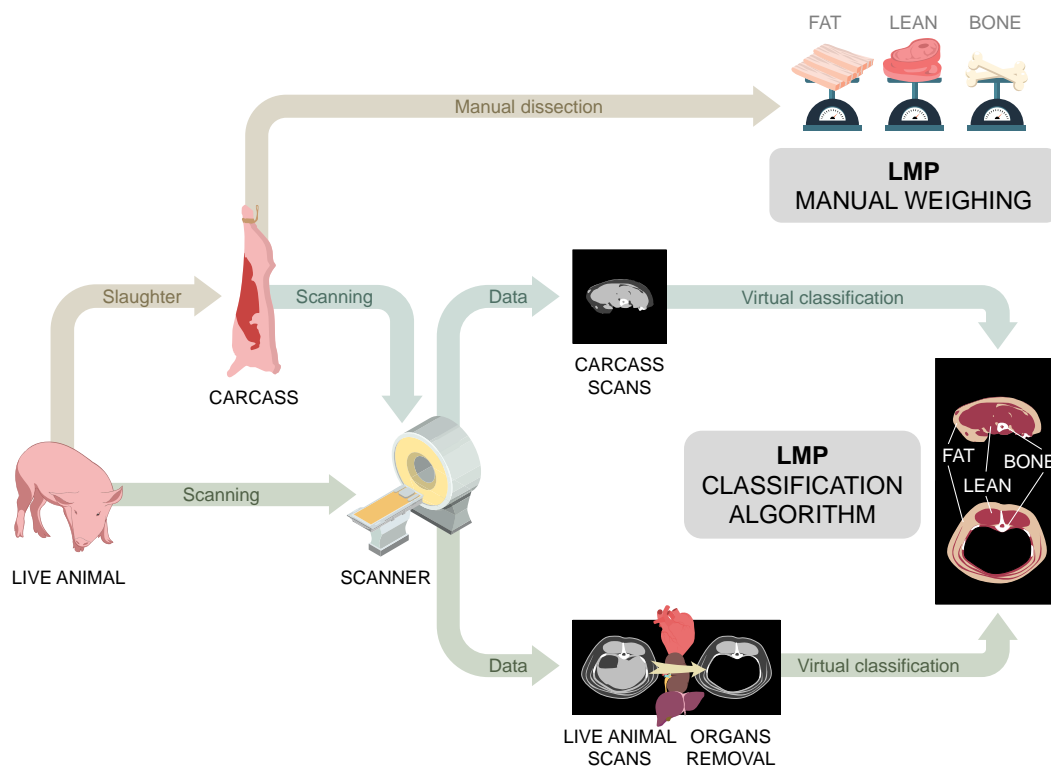 FAT
LEAN
BONE
Manual dissection
LMP
MANUAL WEIGHING
Slaughter
Scanning
Data
Virtual classification
CARCASS
CARCASS
SCANS
LMP
CLASSIFICATION
ALGORITHM
FAT
BONE
LEAN
Scanning
LIVE ANIMAL
SCANNER
Data
Virtual classification
LIVE ANIMAL
SCANS
ORGANS
REMOVAL